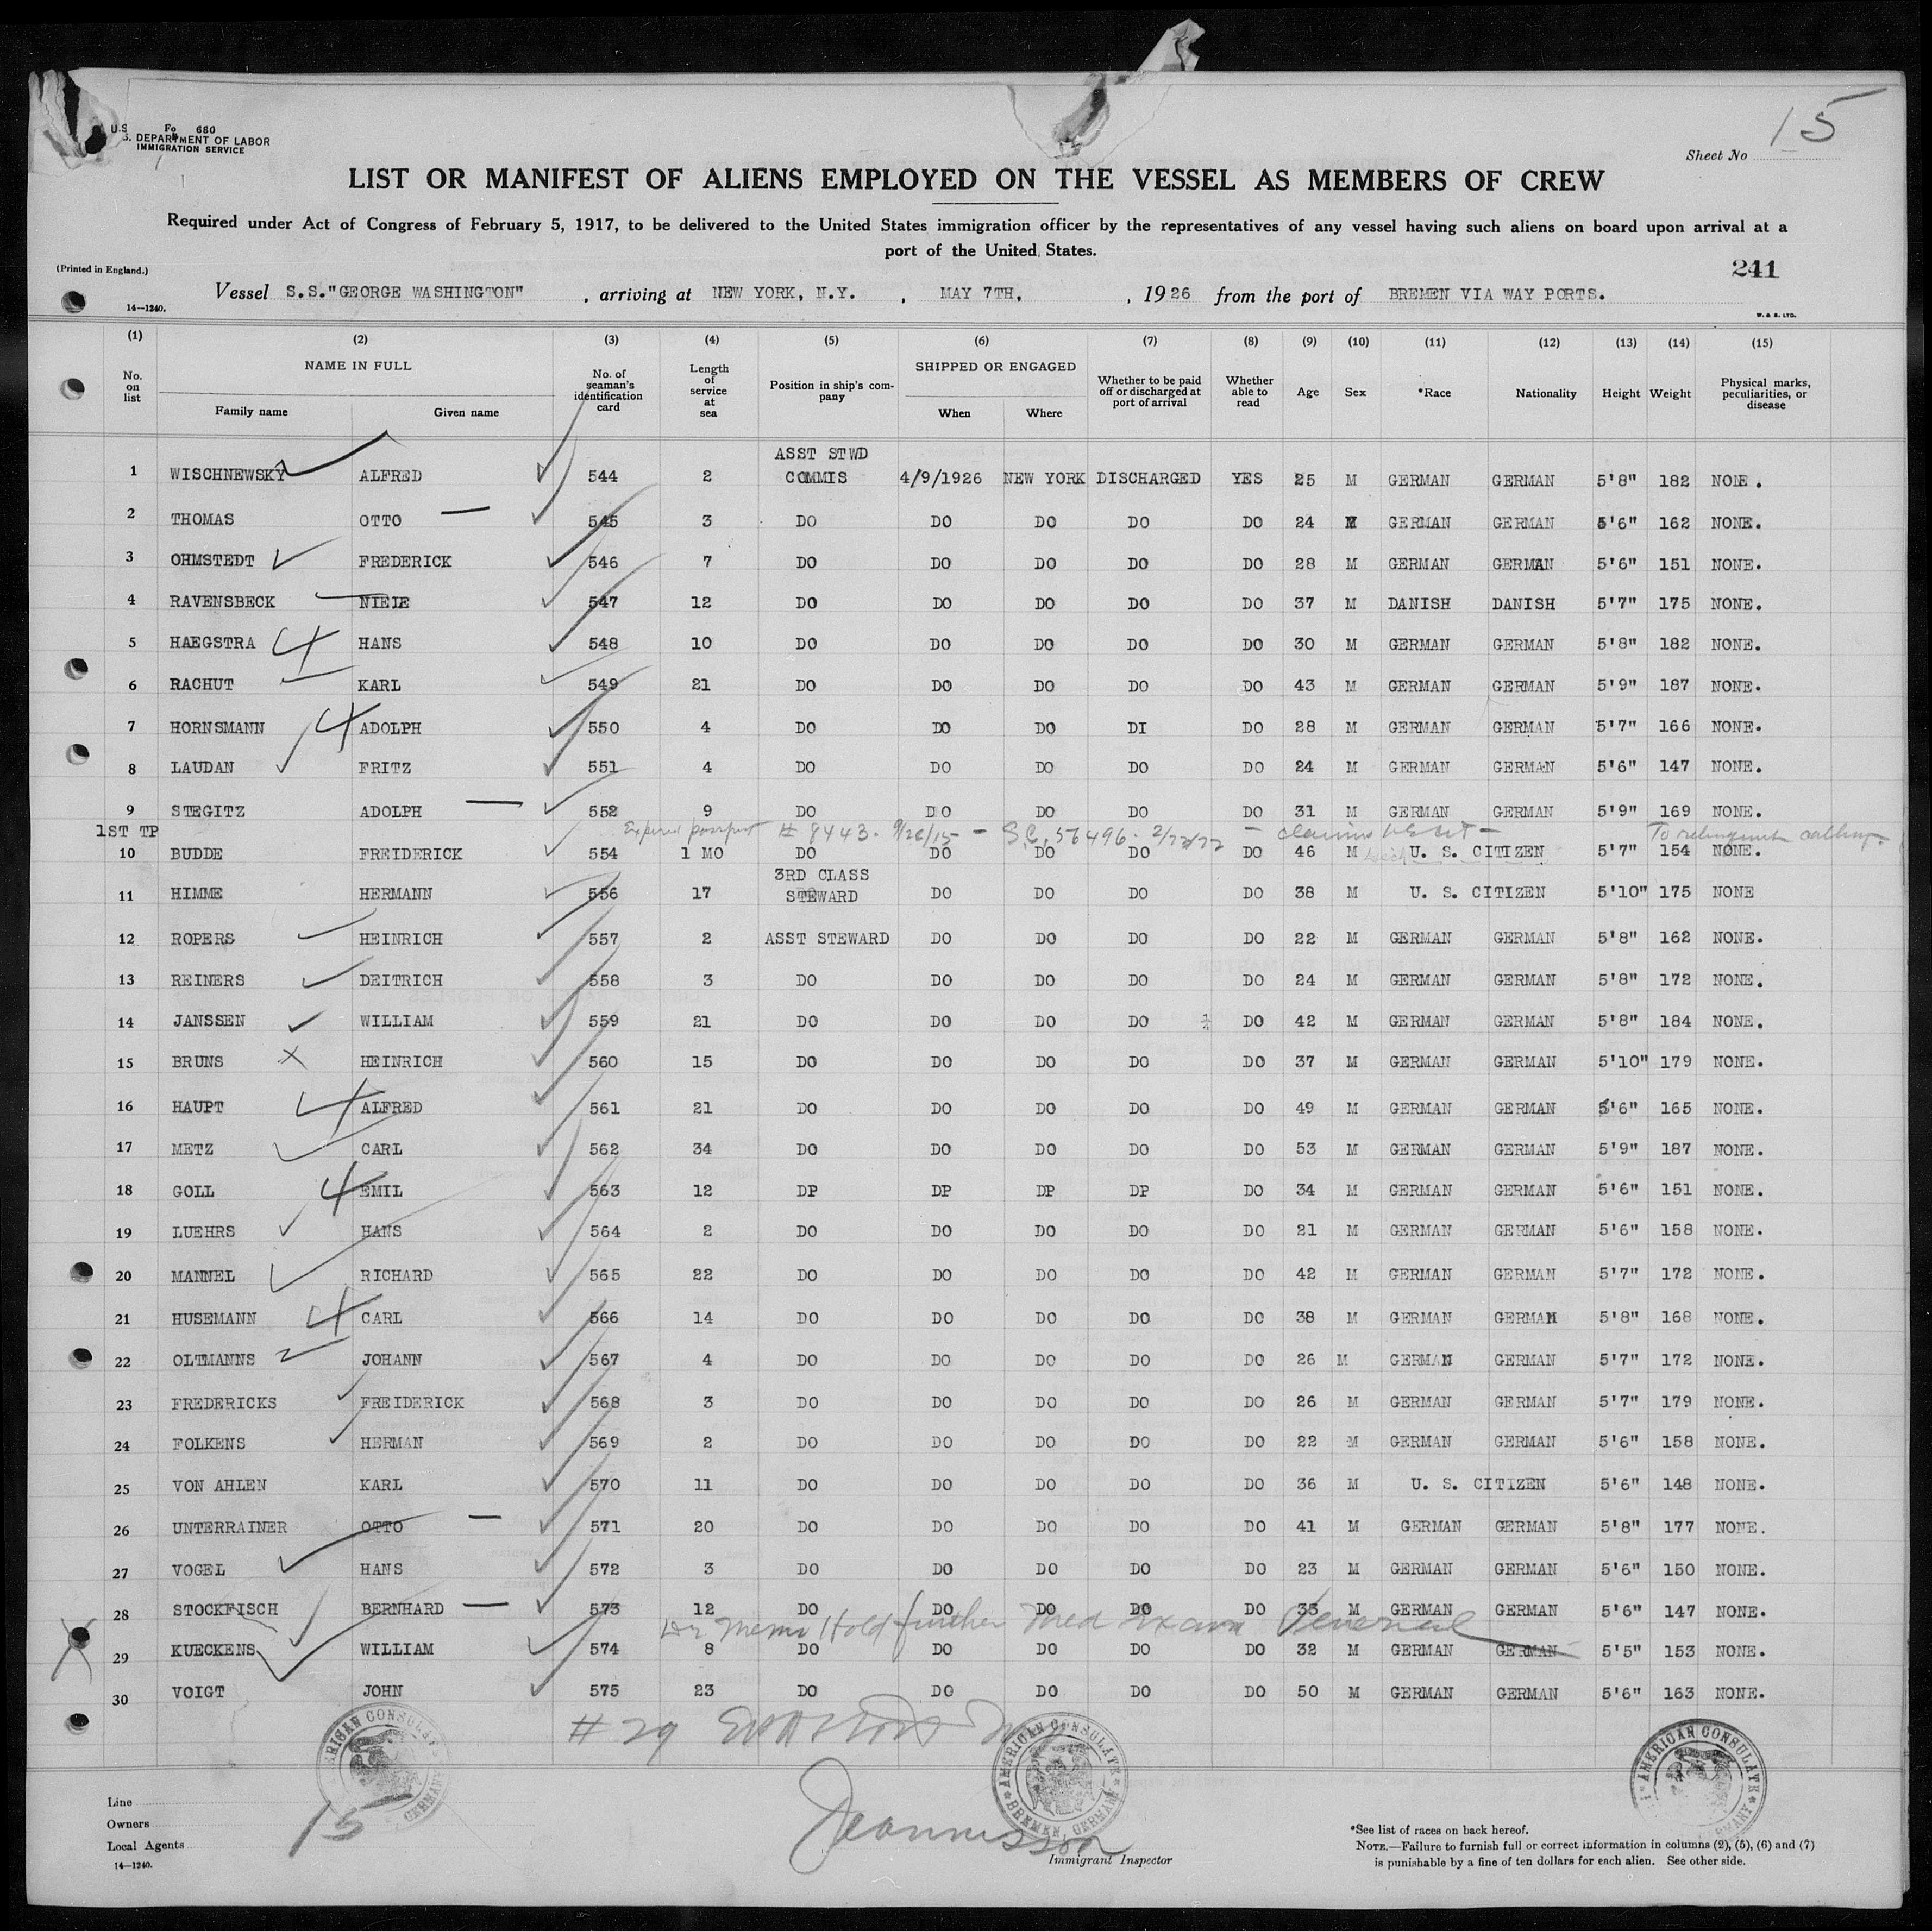 15
U.S. Fo 680
S. DEPARTMENT OF LABOR
IMMIGRATION SERVICE
Sheet No
LIST OR MANIFEST OF ALIENS EMPLOYED ON THE VESSEL AS MEMBERS OF CREW
Required under Act of Congress of February 5, 1917, to be delivered to the United States immigration officer by the representatives of any vessel having such aliens on board upon arrival at a
port of the United States.
(Printed in England.)
241
Vessel S.S."GEORGE WASHINGTON", arriving at NEW YORK, N.Y., MAY 7TH, , 1926 from the port of BREMEN VIA WAY PORTS.
14—1240.
W. & S. LTD.
(1) (2) (3) (4) (5) (6) (7) (8) (9) (10) (11) (12) (13) (14) (15)
No. on list NAME IN FULL Family name Given name No. of seaman's identification card Length of service at sea Position in ship's company SHIPPED OR ENGAGED When Where Whether to be paid off or discharged at port of arrival Whether able to read Age Sex *Race Nationality Height Weight Physical marks, peculiarities, or disease
ASST STWD
1 WISCHNEWSKY ALFRED 544 2 COMMIS 4/9/1926 NEW YORK DISCHARGED YES 25 M GERMAN GERMAN 5'8" 182 NONE.
2 THOMAS OTTO 545 3 DO DO DO DO DO 24 M GERMAN GERMAN 5'6" 162 NONE.
3 OHMSTEDT FREDERICK 546 7 DO DO DO DO DO 28 M GERMAN GERMAN 5'6" 151 NONE.
4 RAVENSBECK NIEIE 547 12 DO DO DO DO DO 37 M DANISH DANISH 5'7" 175 NONE.
5 HAEGSTRA HANS 548 10 DO DO DO DO DO 30 M GERMAN GERMAN 5'8" 182 NONE.
6 RACHUT KARL 549 21 DO DO DO DO DO 43 M GERMAN GERMAN 5'9" 187 NONE.
7 HORNSMANN ADOLPH 550 4 DO DO DO DI DO 28 M GERMAN GERMAN 5'7" 166 NONE.
8 LAUDAN FRITZ 551 4 DO DO DO DO DO 24 M GERMAN GERMAN 5'6" 147 NONE.
9 STEGITZ ADOLPH 552 9 DO DO DO DO DO 31 M GERMAN GERMAN 5'9" 169 NONE.
1ST TP Expired passport # 8443. 9/26/15 - S.C. 56496. 2/23/22 - claims US cit - To relinquish calling.
10 BUDDE FREIDERICK 554 1 MO DO DO DO DO DO 46 M U. S. CITIZEN 5'7" 154 NONE.
3RD CLASS
11 HIMME HERMANN 556 17 STEWARD DO DO DO DO 38 M U. S. CITIZEN 5'10" 175 NONE
12 ROPERS HEINRICH 557 2 ASST STEWARD DO DO DO DO 22 M GERMAN GERMAN 5'8" 162 NONE.
13 REINERS DEITRICH 558 3 DO DO DO DO DO 24 M GERMAN GERMAN 5'8" 172 NONE.
14 JANSSEN WILLIAM 559 21 DO DO DO DO DO 42 M GERMAN GERMAN 5'8" 184 NONE.
15 BRUNS HEINRICH 560 15 DO DO DO DO DO 37 M GERMAN GERMAN 5'10" 179 NONE.
16 HAUPT ALFRED 561 21 DO DO DO DO DO 49 M GERMAN GERMAN 5'6" 165 NONE.
17 METZ CARL 562 34 DO DO DO DO DO 53 M GERMAN GERMAN 5'9" 187 NONE.
18 GOLL EMIL 563 12 DP DP DP DP DO 34 M GERMAN GERMAN 5'6" 151 NONE.
19 LUEHRS HANS 564 2 DO DO DO DO DO 21 M GERMAN GERMAN 5'6" 158 NONE.
20 MANNEL RICHARD 565 22 DO DO DO DO DO 42 M GERMAN GERMAN 5'7" 172 NONE.
21 HUSEMANN CARL 566 14 DO DO DO DO DO 38 M GERMAN GERMAN 5'8" 168 NONE.
22 OLTMANNS JOHANN 567 4 DO DO DO DO DO 26 M GERMAN GERMAN 5'7" 172 NONE.
23 FREDERICKS FREIDERICK 568 3 DO DO DO DO DO 26 M GERMAN GERMAN 5'7" 179 NONE.
24 FOLKENS HERMAN 569 2 DO DO DO DO DO 22 M GERMAN GERMAN 5'6" 158 NONE.
25 VON AHLEN KARL 570 11 DO DO DO DO DO 36 M U. S. CITIZEN 5'6" 148 NONE.
26 UNTERRAINER OTTO 571 20 DO DO DO DO DO 41 M GERMAN GERMAN 5'8" 177 NONE.
27 VOGEL HANS 572 3 DO DO DO DO DO 23 M GERMAN GERMAN 5'6" 150 NONE.
28 STOCKFISCH BERNHARD 573 12 DO DO DO DO DO 33 M GERMAN GERMAN 5'6" 147 NONE.
Memo Hold further Med Exam Venereal
29 KUECKENS WILLIAM 574 8 DO DO DO DO DO 32 M GERMAN GERMAN 5'5" 153 NONE.
30 VOIGT JOHN 575 23 DO DO DO DO DO 50 M GERMAN GERMAN 5'6" 163 NONE.
# 29
AMERICAN CONSULATE GERMANY
AMERICAN CONSULATE BREMEN, GERMANY
AMERICAN CONSULATE GERMANY
15
Line
Owners
Local Agents
14—1240.
Immigrant Inspector
*See list of races on back hereof.
NOTE.—Failure to furnish full or correct information in columns (2), (5), (6) and (7)
is punishable by a fine of ten dollars for each alien. See other side.